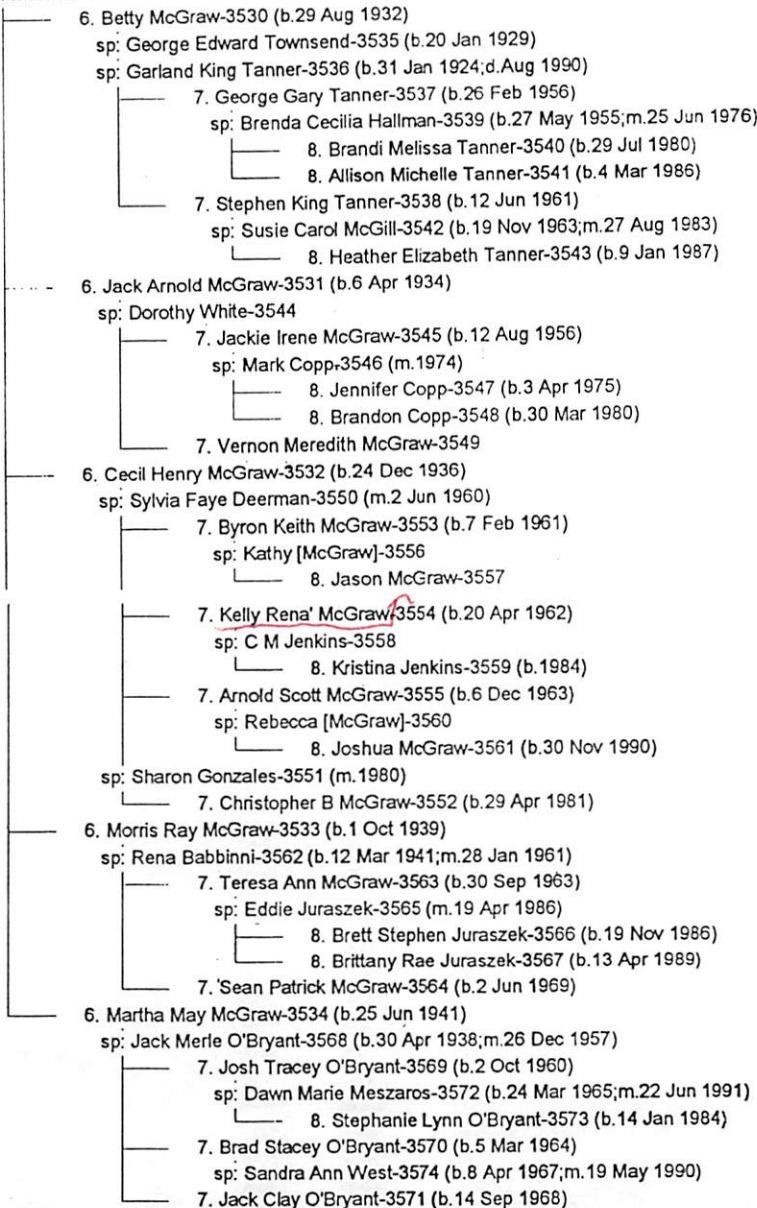 6. Betty McGraw-3530 (b.29 Aug 1932)
sp: George Edward Townsend-3535 (b.20 Jan 1929)
sp: Garland King Tanner-3536 (b.31 Jan 1924;d.Aug 1990)
7. George Gary Tanner-3537 (b.26 Feb 1956)
sp: Brenda Cecilia Hallman-3539 (b.27 May 1955;m.25 Jun 1976)
8. Brandi Melissa Tanner-3540 (b.29 Jul 1980)
8. Allison Michelle Tanner-3541 (b.4 Mar 1986)
7. Stephen King Tanner-3538 (b.12 Jun 1961)
sp: Susie Carol McGill-3542 (b.19 Nov 1963;m.27 Aug 1983)
8. Heather Elizabeth Tanner-3543 (b.9 Jan 1987)
6. Jack Arnold McGraw-3531 (b.6 Apr 1934)
sp: Dorothy White-3544
7. Jackie Irene McGraw-3545 (b.12 Aug 1956)
sp: Mark Copp-3546 (m.1974)
8. Jennifer Copp-3547 (b.3 Apr 1975)
8. Brandon Copp-3548 (b.30 Mar 1980)
7. Vernon Meredith McGraw-3549
6. Cecil Henry McGraw-3532 (b.24 Dec 1936)
sp: Sylvia Faye Deerman-3550 (m.2 Jun 1960)
7. Byron Keith McGraw-3553 (b.7 Feb 1961)
sp: Kathy [McGraw]-3556
8. Jason McGraw-3557
7. Kelly Rena' McGraw-3554 (b.20 Apr 1962)
sp: C M Jenkins-3558
8. Kristina Jenkins-3559 (b.1984)
7. Arnold Scott McGraw-3555 (b.6 Dec 1963)
sp: Rebecca [McGraw]-3560
8. Joshua McGraw-3561 (b.30 Nov 1990)
sp: Sharon Gonzales-3551 (m.1980)
7. Christopher B McGraw-3552 (b.29 Apr 1981)
6. Morris Ray McGraw-3533 (b.1 Oct 1939)
sp: Rena Babbinni-3562 (b.12 Mar 1941;m.28 Jan 1961)
7. Teresa Ann McGraw-3563 (b.30 Sep 1963)
sp: Eddie Juraszek-3565 (m.19 Apr 1986)
8. Brett Stephen Juraszek-3566 (b.19 Nov 1986)
8. Brittany Rae Juraszek-3567 (b.13 Apr 1989)
7. Sean Patrick McGraw-3564 (b.2 Jun 1969)
6. Martha May McGraw-3534 (b.25 Jun 1941)
sp: Jack Merle O'Bryant-3568 (b.30 Apr 1938;m.26 Dec 1957)
7. Josh Tracey O'Bryant-3569 (b.2 Oct 1960)
sp: Dawn Marie Meszaros-3572 (b.24 Mar 1965;m.22 Jun 1991)
8. Stephanie Lynn O'Bryant-3573 (b.14 Jan 1984)
7. Brad Stacey O'Bryant-3570 (b.5 Mar 1964)
sp: Sandra Ann West-3574 (b.8 Apr 1967;m.19 May 1990)
7. Jack Clay O'Bryant-3571 (b.14 Sep 1968)